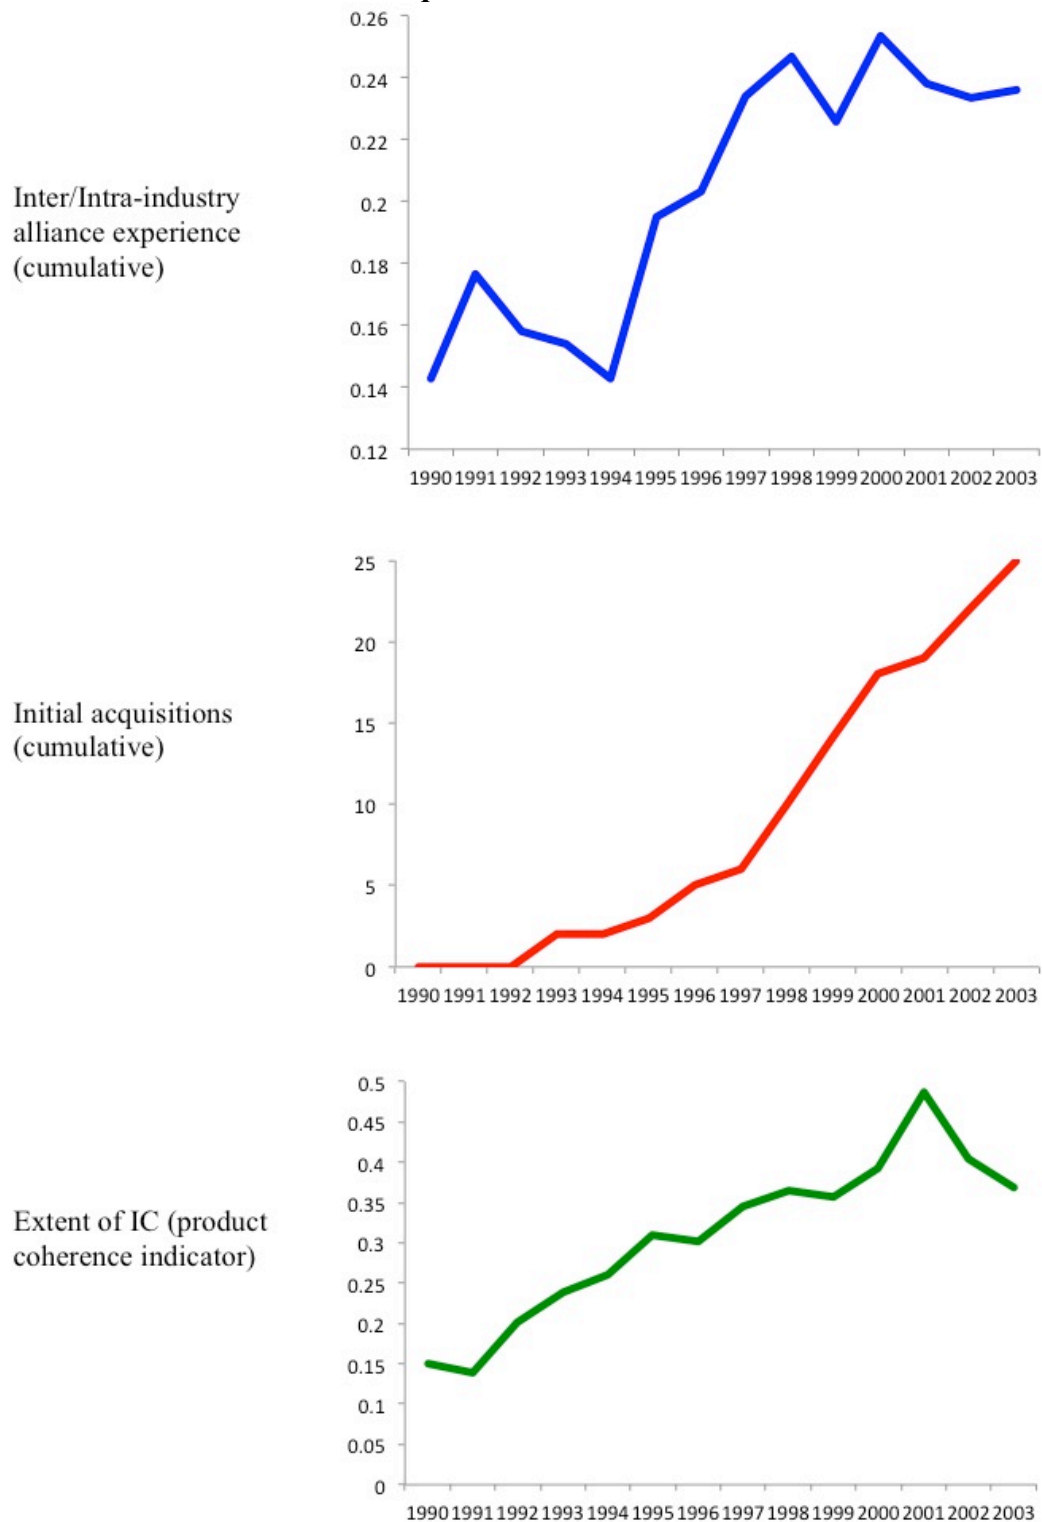 0.26
0.24
0.22
0.2
0.18
0.16
0.14
0.12
Inter/Intra-industry
alliance experience
(cumulative)
1990 1991 1992 1993 1994 1995 1996 1997 1998 1999 2000 2001 2002 2003
25
20
15
10
5
0
Initial acquisitions
(cumulative)
1990 1991 1992 1993 1994 1995 1996 1997 1998 1999 2000 2001 2002 2003
0.5
0.45
0.4
0.35
0.3
0.25
0.2
0.15
0.1
0.05
0
Extent of IC (product
coherence indicator)
1990 1991 1992 1993 1994 1995 1996 1997 1998 1999 2000 2001 2002 2003